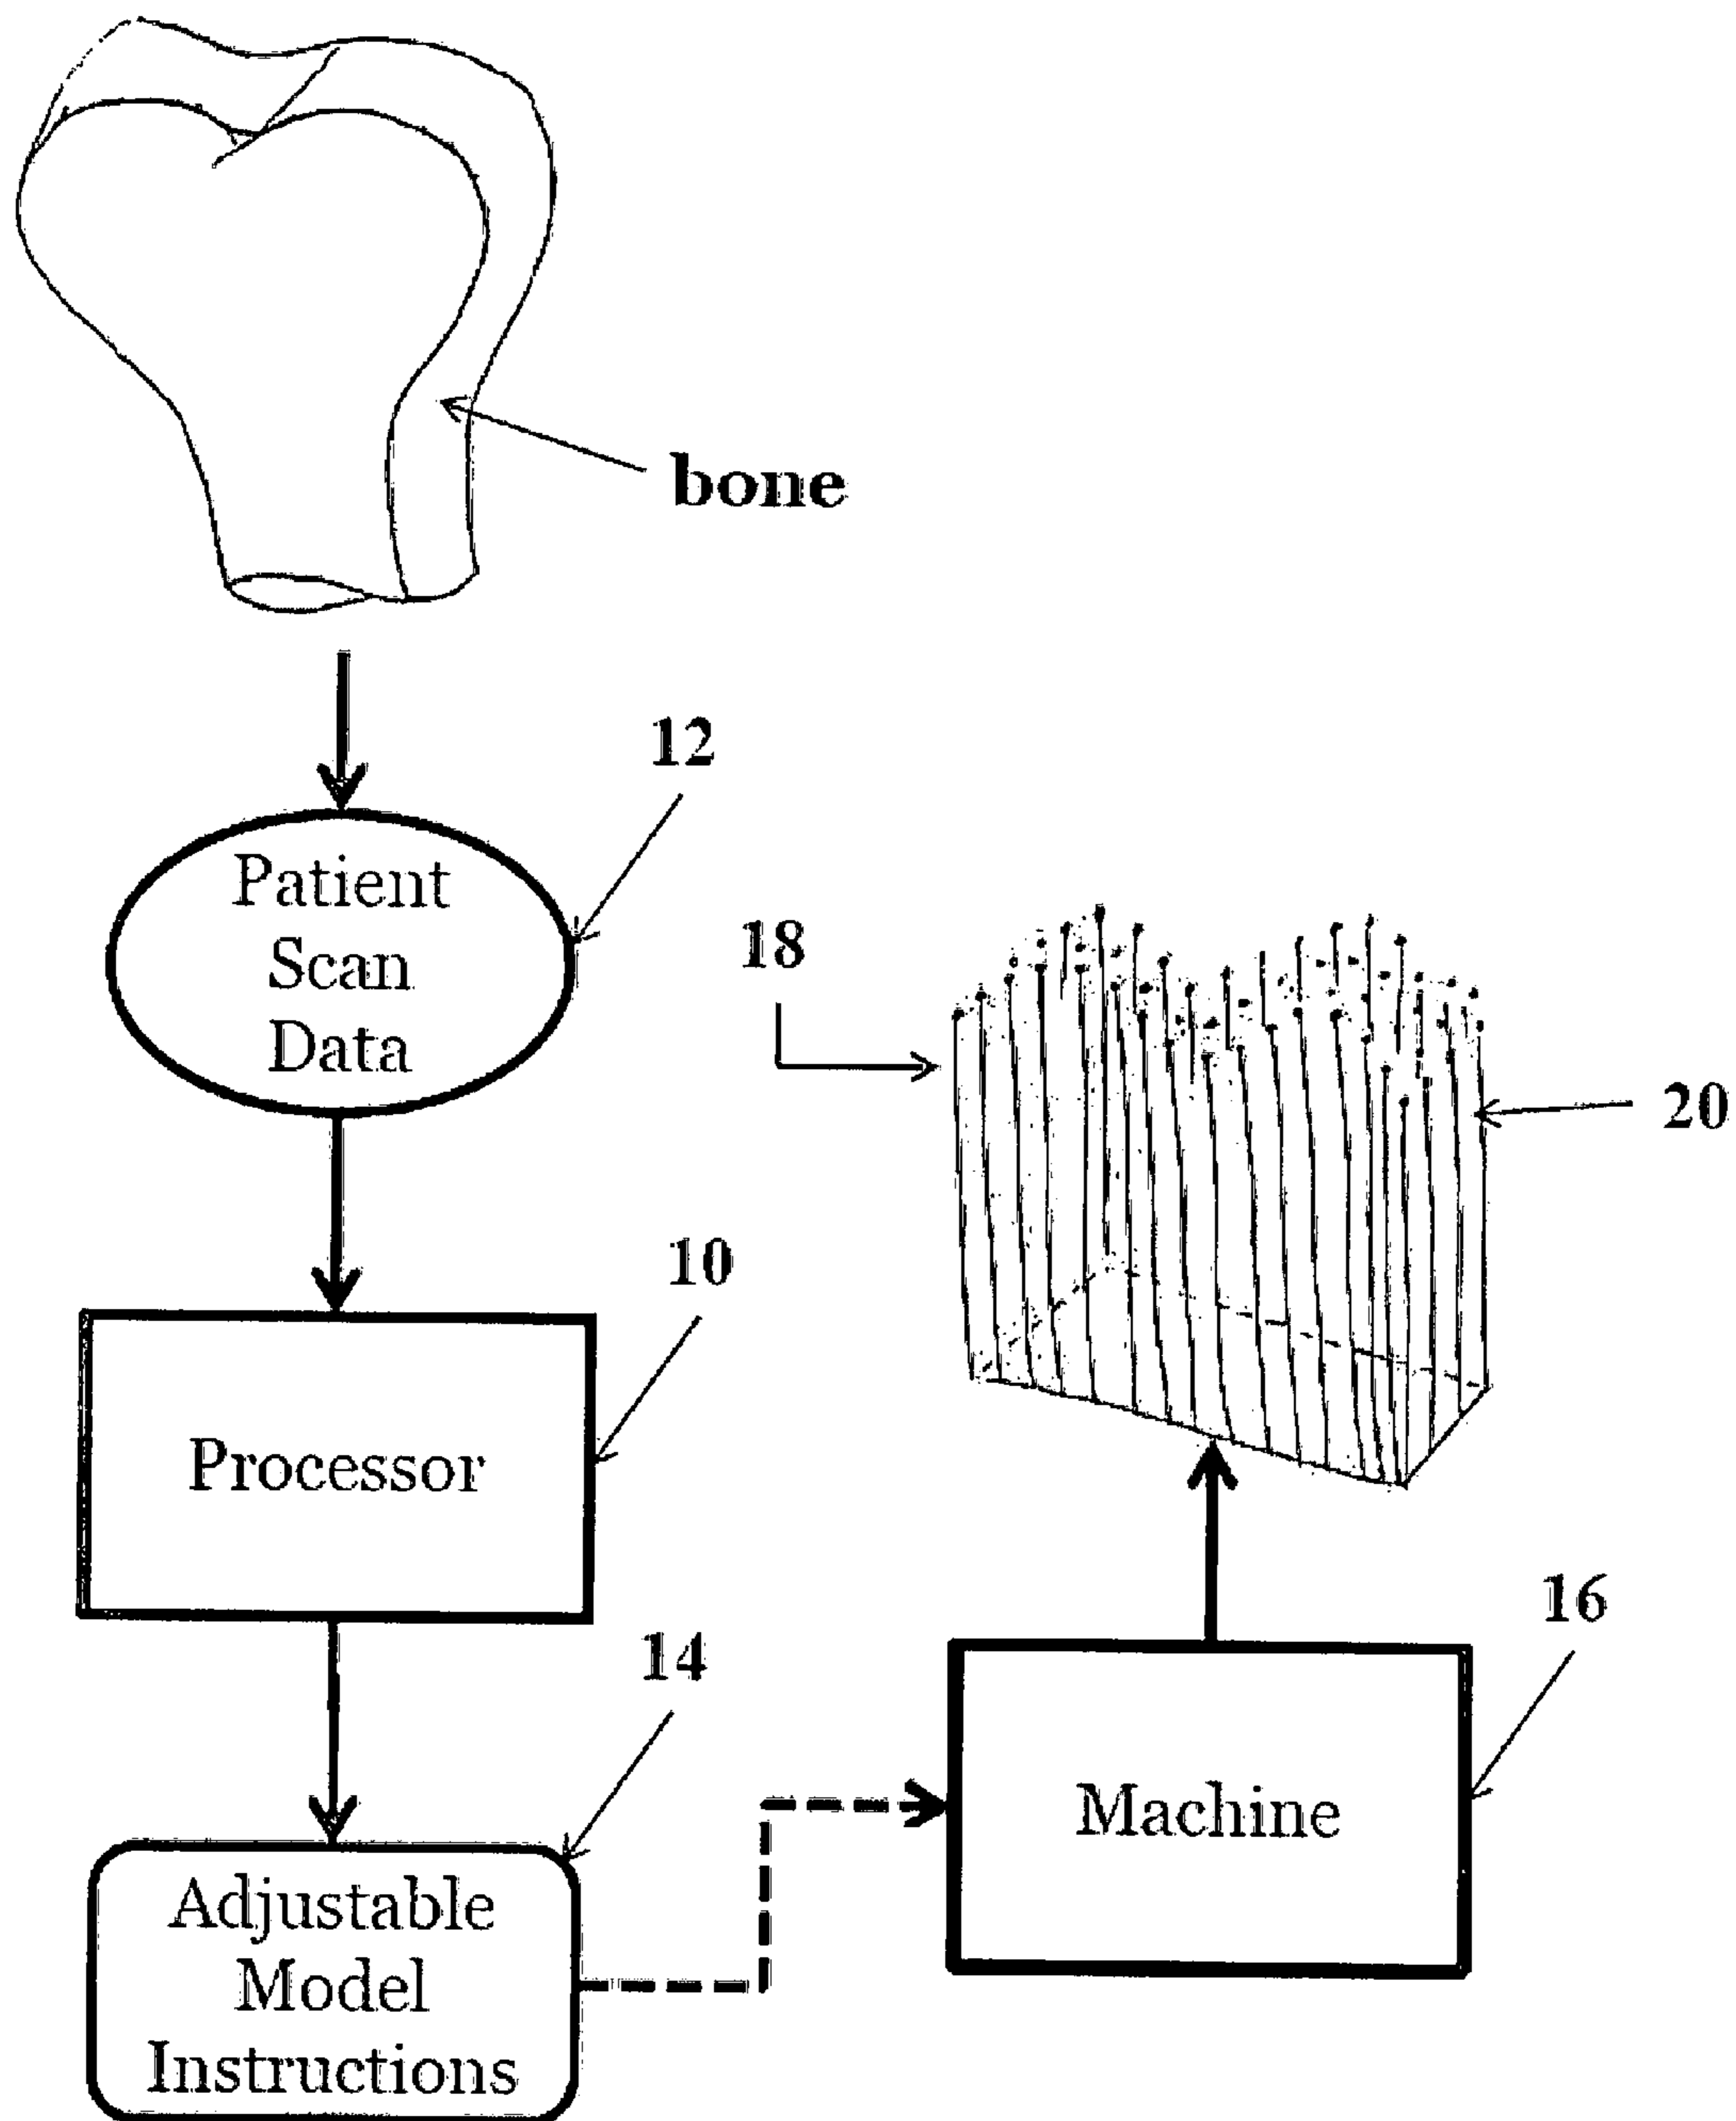 bone
12
Patient
Scan
Data
18
20
10
Processor
14
16
Machine
Adjustable
Model
Instructions